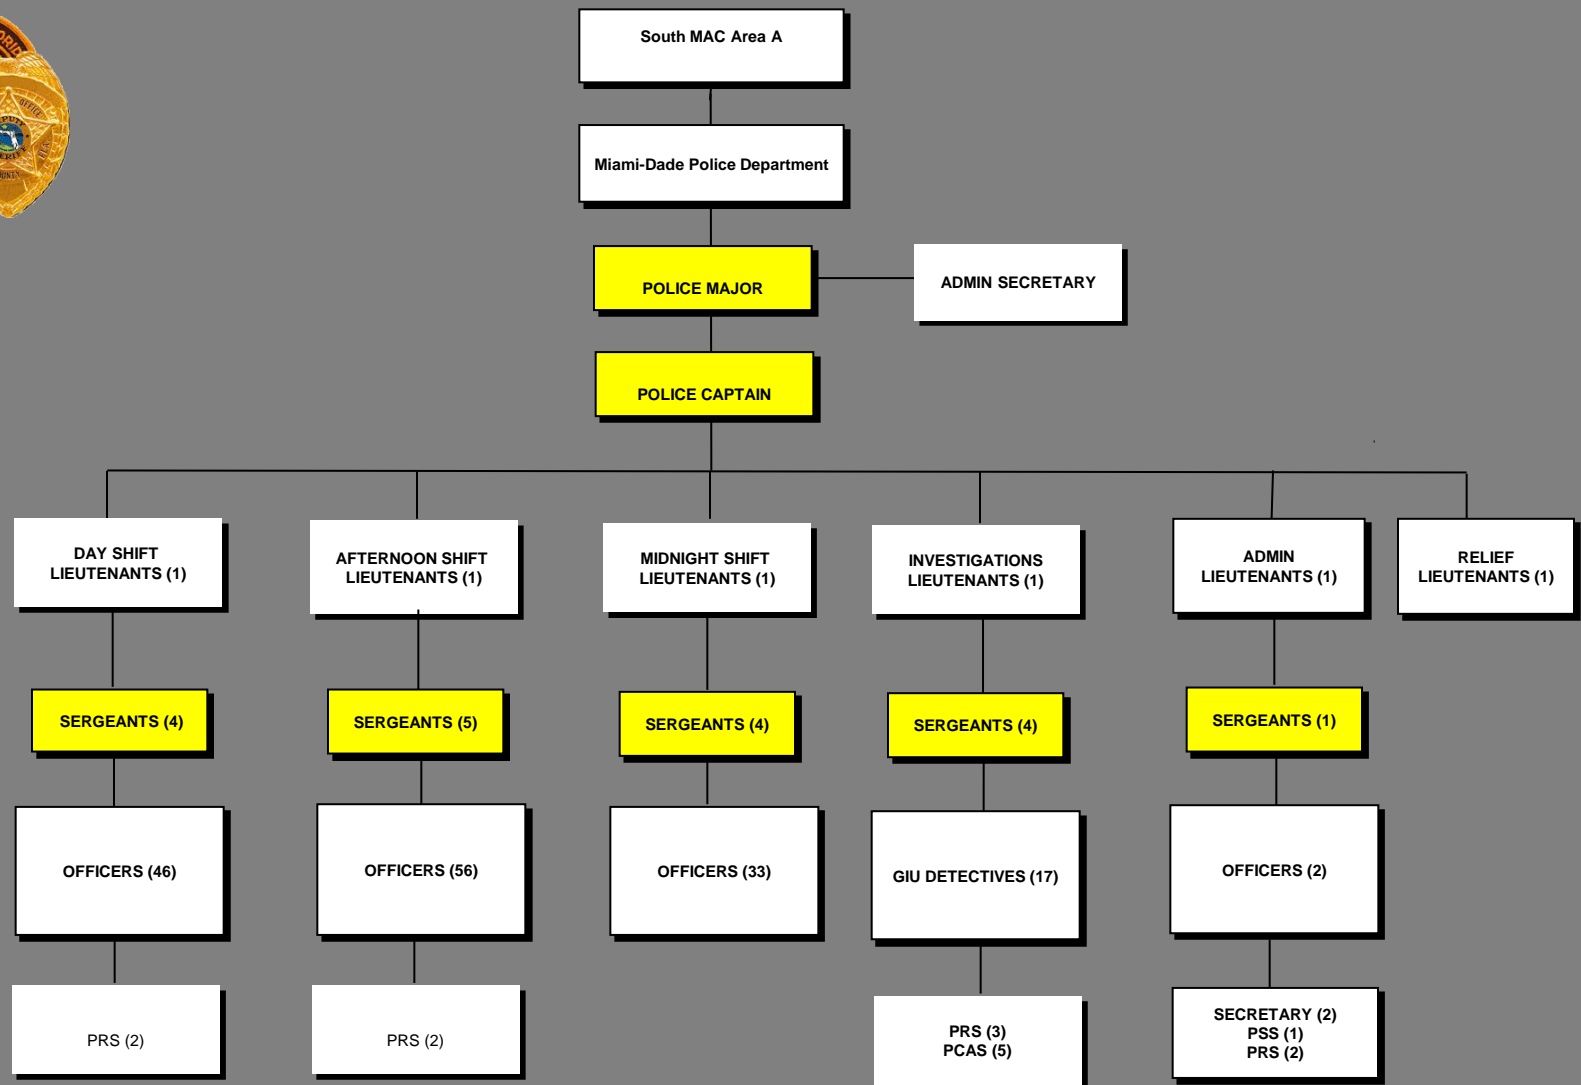 South MAC Area A
Miami-Dade Police Department
POLICE MAJOR
ADMIN SECRETARY
POLICE CAPTAIN
DAY SHIFT
LIEUTENANTS (1)
AFTERNOON SHIFT
LIEUTENANTS (1)
MIDNIGHT SHIFT
LIEUTENANTS (1)
INVESTIGATIONS
LIEUTENANTS (1)
ADMIN
LIEUTENANTS (1)
RELIEF
LIEUTENANTS (1)
SERGEANTS (4)
SERGEANTS (5)
SERGEANTS (4)
SERGEANTS (4)
SERGEANTS (1)
OFFICERS (46)
OFFICERS (56)
OFFICERS (33)
GIU DETECTIVES (17)
OFFICERS (2)
PRS (2)
PRS (2)
PRS (3)
PCAS (5)
SECRETARY (2)
PSS (1)
PRS (2)